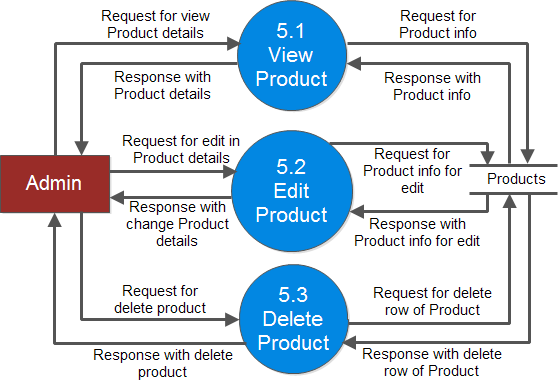 Request for view
Product details
5.1
View
Product
Request for
Product info
Response with
Product details
Response with
Product info
Request for edit in
Product details
5.2
Edit
Product
Request for
Product info for
edit
Admin
Products
Response with
change Product
details
Response with
Product info for edit
Request for
delete product
5.3
Delete
Product
Request for delete
row of Product
Response with delete
product
Response with delete
row of Product